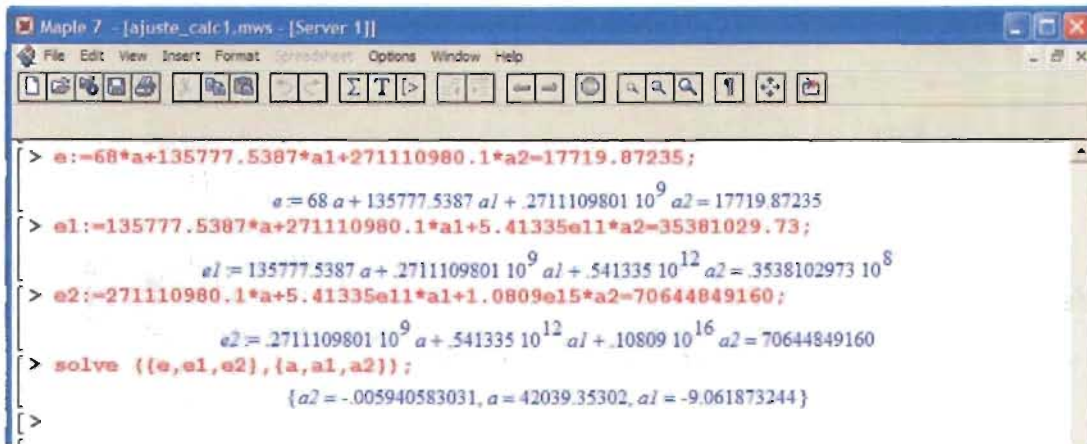 Maple 7 - [ajuste_calc1.mws - [Server 1]]
File Edit View Insert Format Spreadsheet Options Window Help
> e:=68*a+135777.5387*a1+271110980.1*a2=17719.87235;
e := 68 a + 135777.5387 a1 + .2711109801 10^9 a2 = 17719.87235
> e1:=135777.5387*a+271110980.1*a1+5.41335e11*a2=35381029.73;
e1 := 135777.5387 a + .2711109801 10^9 a1 + .541335 10^12 a2 = .3538102973 10^8
> e2:=271110980.1*a+5.41335e11*a1+1.0809e15*a2=70644849160;
e2 := .2711109801 10^9 a + .541335 10^12 a1 + .10809 10^16 a2 = 70644849160
> solve ({e,e1,e2},{a,a1,a2});
{a2 = -.005940583031, a = 42039.35302, a1 = -9.061873244}
>